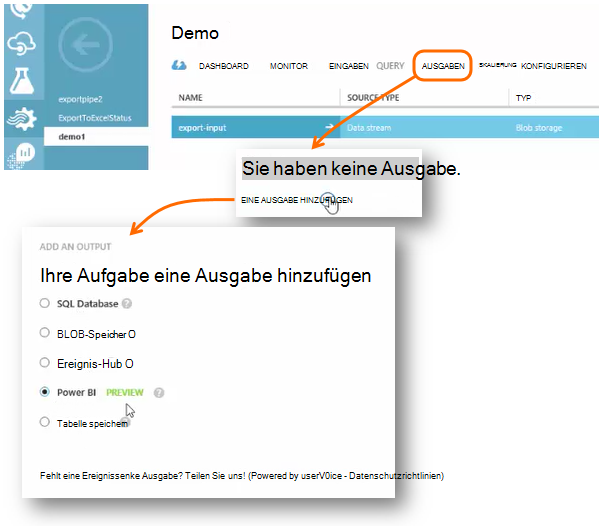 Demo
DASHBOARD MONITOR EINGABEN QUERY AUSGABEN SKALIERUNG KONFIGURIEREN
exportpipe2
ExportToExcelStatus
demo1
NAME SOURCE TYPE TYP
export-input Data stream Blob storage
Sie haben keine Ausgabe.
EINE AUSGABE HINZUFÜGEN
ADD AN OUTPUT
Ihre Aufgabe eine Ausgabe hinzufügen
SQL Database ?
BLOB-Speicher O
Ereignis-Hub O
Power BI PREVIEW ?
Tabelle speichern
Fehlt eine Ereignissenke Ausgabe? Teilen Sie uns! (Powered by userV0ice - Datenschutzrichtlinien)